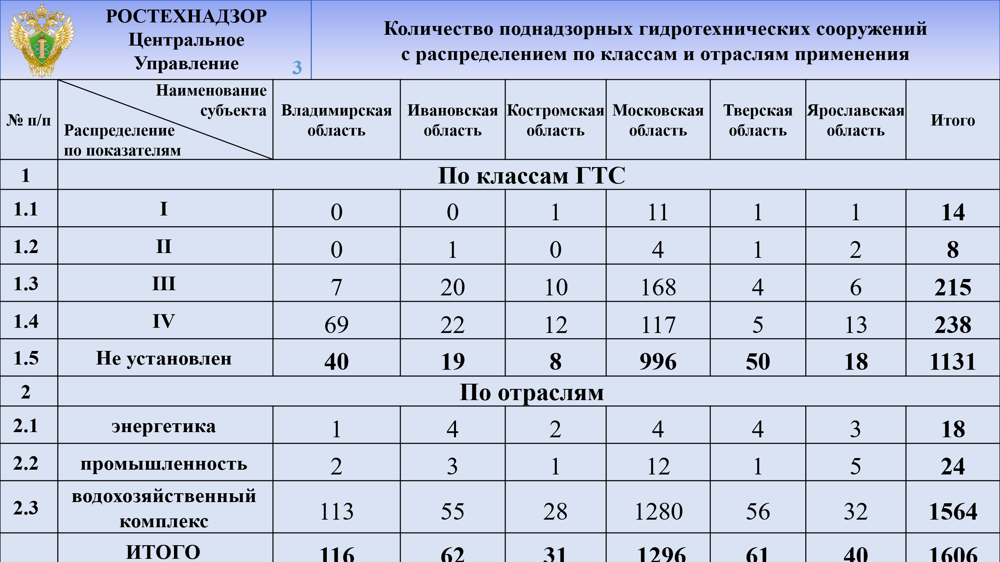 РОСТЕХНАДЗОР
Центральное
Управление
3
Количество поднадзорных гидротехнических сооружений
с распределением по классам и отраслям применения
№ п/п
Наименование
субъекта
Распределение
по показателям
Владимирская
область
Ивановская
область
Костромская
область
Московская
область
Тверская
область
Ярославская
область
Итого
1 По классам ГТС
1.1 I 0 0 1 11 1 1 14
1.2 II 0 1 0 4 1 2 8
1.3 III 7 20 10 168 4 6 215
1.4 IV 69 22 12 117 5 13 238
1.5 Не установлен 40 19 8 996 50 18 1131
2 По отраслям
2.1 энергетика 1 4 2 4 4 3 18
2.2 промышленность 2 3 1 12 1 5 24
2.3 водохозяйственный
комплекс 113 55 28 1280 56 32 1564
ИТОГО 116 62 31 1296 61 40 1606